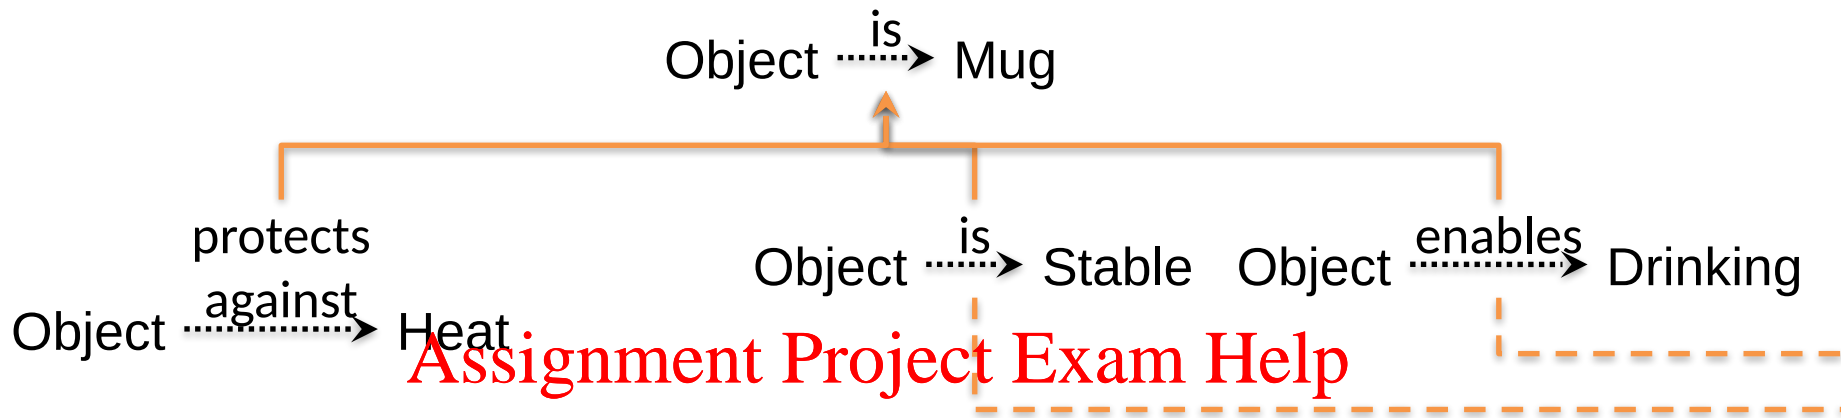 is
Object Mug
protects
against
Object Heat
is
Object Stable
enables
Object Drinking
Assignment Project Exam Help